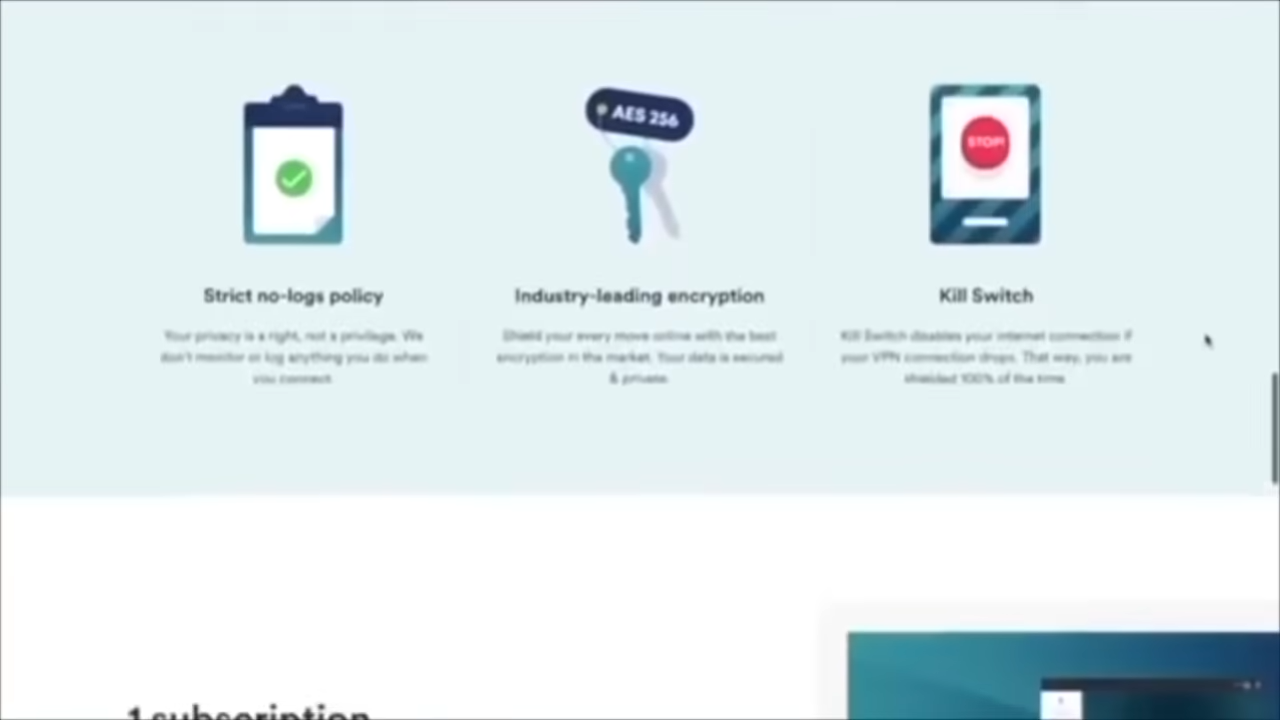 AES 256
STOP!
Strict no-logs policy
Industry-leading encryption
Kill Switch
Your privacy is a right, not a privilege. We
don't monitor or log anything you do when
you connect.
Shield your every move online with the best
encryption in the market. Your data is secured
& private.
Kill Switch disables your internet connection if
your VPN connection drops. That way, you are
shielded 100% of the time.
1 subscription